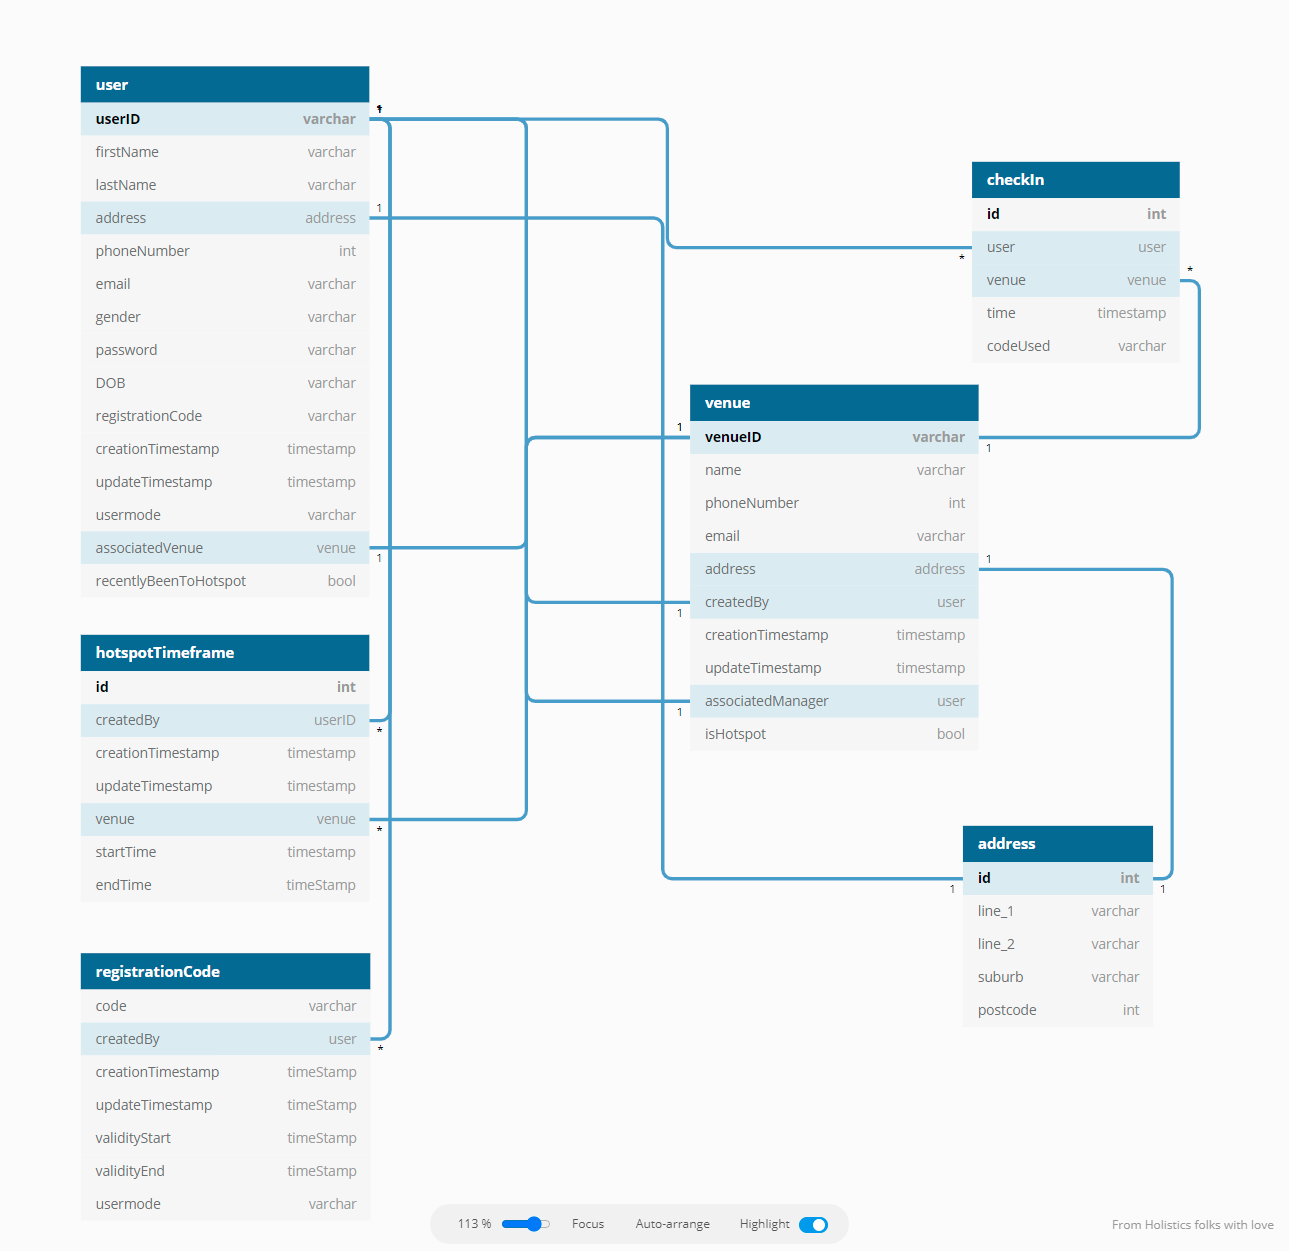 user
userID varchar
firstName varchar
lastName varchar
address address
phoneNumber int
email varchar
gender varchar
password varchar
DOB varchar
registrationCode varchar
creationTimestamp timestamp
updateTimestamp timestamp
usermode varchar
associatedVenue venue
recentlyBeenToHotspot bool
1
1
1
hotspotTimeframe
id int
createdBy userID
creationTimestamp timestamp
updateTimestamp timestamp
venue venue
startTime timestamp
endTime timeStamp
*
*
registrationCode
code varchar
createdBy user
creationTimestamp timeStamp
updateTimestamp timeStamp
validityStart timeStamp
validityEnd timeStamp
usermode varchar
*
checkIn
id int
user user
venue venue
time timestamp
codeUsed varchar
*
*
venue
venueID varchar
name varchar
phoneNumber int
email varchar
address address
createdBy user
creationTimestamp timestamp
updateTimestamp timestamp
associatedManager user
isHotspot bool
1
1
1
1
1
address
id int
line_1 varchar
line_2 varchar
suburb varchar
postcode int
1
1
113 % Focus Auto-arrange Highlight
From Holistics folks with love